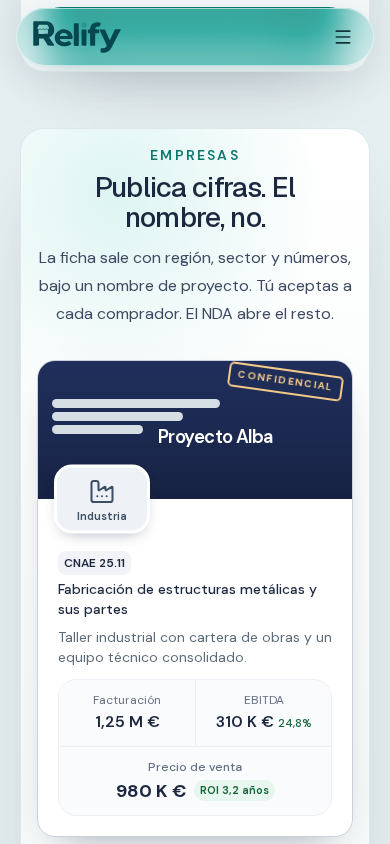 Relify
EMPRESAS
Publica cifras. El
nombre, no.
La ficha sale con región, sector y números,
bajo un nombre de proyecto. Tú aceptas a
cada comprador. El NDA abre el resto.
CONFIDENCIAL
Proyecto Alba
Industria
CNAE 25.11
Fabricación de estructuras metálicas y
sus partes
Taller industrial con cartera de obras y un
equipo técnico consolidado.
Facturación
1,25 M €
EBITDA
310 K € 24,8%
Precio de venta
980 K € ROI 3,2 años